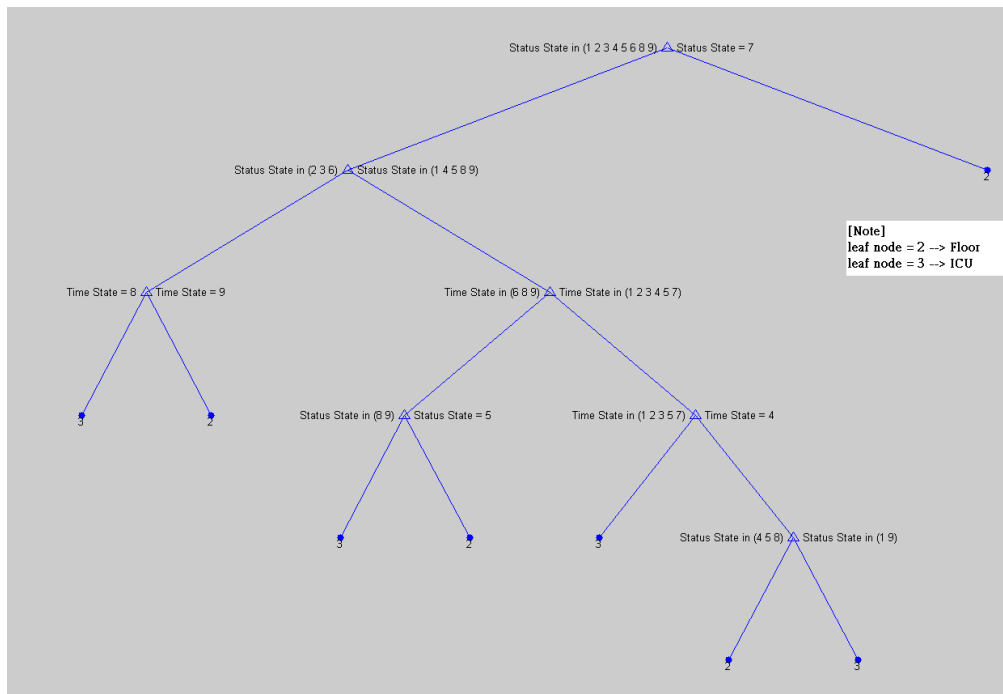 Status State in (1 2 3 4 5 6 8 9) Status State = 7
Status State in (2 3 6) Status State in (1 4 5 8 9)
2
[Note]
leaf node = 2 --> Floor
leaf node = 3 --> ICU
Time State = 8 Time State = 9
Time State in (6 8 9) Time State in (1 2 3 4 5 7)
3
2
Status State in (8 9) Status State = 5
Time State in (1 2 3 5 7) Time State = 4
3
2
3
Status State in (4 5 8) Status State in (1 9)
2
3